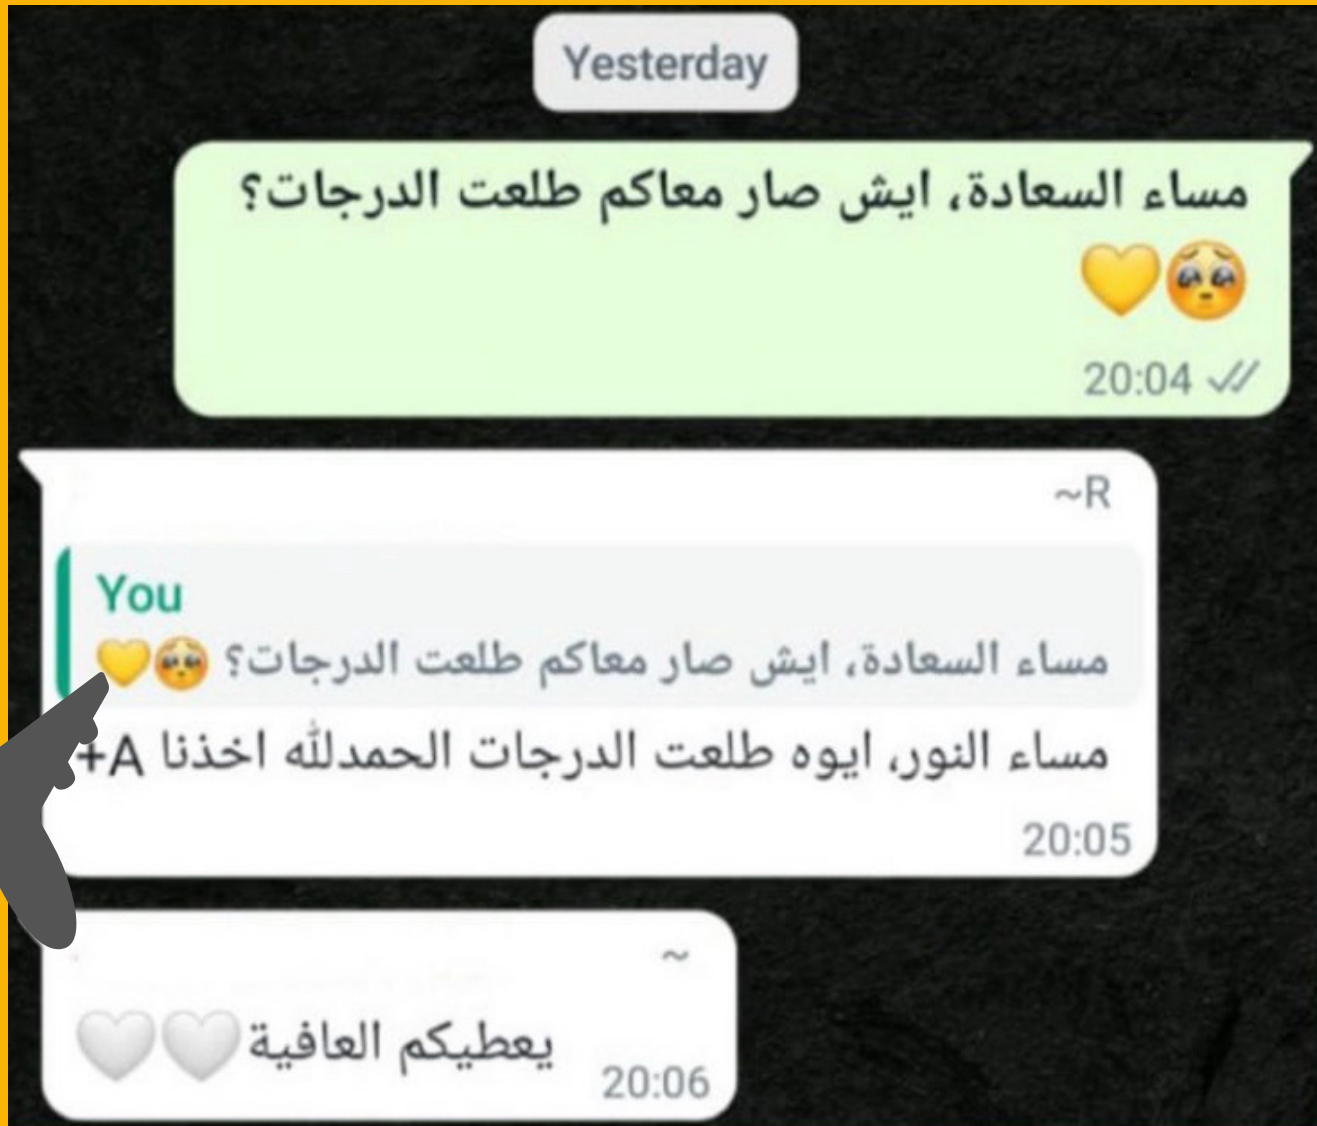 Yesterday
مساء السعادة، ايش صار معاكم طلعت الدرجات؟
🥺💛
20:04
~R
You
مساء السعادة، ايش صار معاكم طلعت الدرجات؟ 🥺💛
مساء النور، ايوه طلعت الدرجات الحمدلله اخذنا A+
20:05
~
يعطيكم العافية🤍🤍
20:06